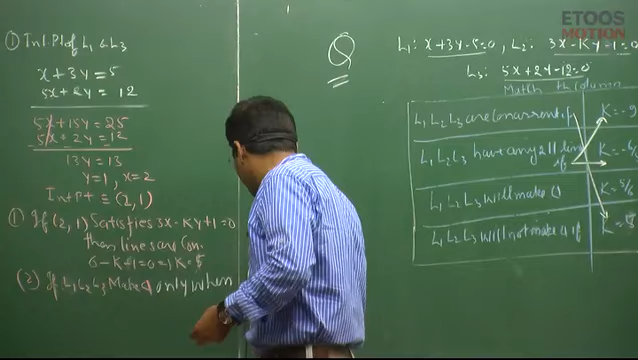 ① Int. Pt of L₁ & L₃
x + 3y = 5
5x + 2y = 12
5x + 15y = 25
5x + 2y = 12
13y = 13
y = 1, x = 2
Int Pt ≡ (2, 1)
① If (2, 1) Satisfies 3x - Ky + 1 = 0
then lines are Con.
6 - K + 1 = 0 ⇒ K = 5
(2) If L₁ L₂ L₃ Make Δ only when
Q
ETOOS
MOTION
L₁: x + 3y - 5 = 0, L₂: 3x - Ky - 1 = 0
L₃: 5x + 2y - 12 = 0
Match the Column
L₁ L₂ L₃ are concurrent if K = -9
L₁ L₂ L₃ have any 2 ll line if K = -6/5
L₁ L₂ L₃ will make Δ K = 5/6
L₁ L₂ L₃ will not make Δ if K = 5